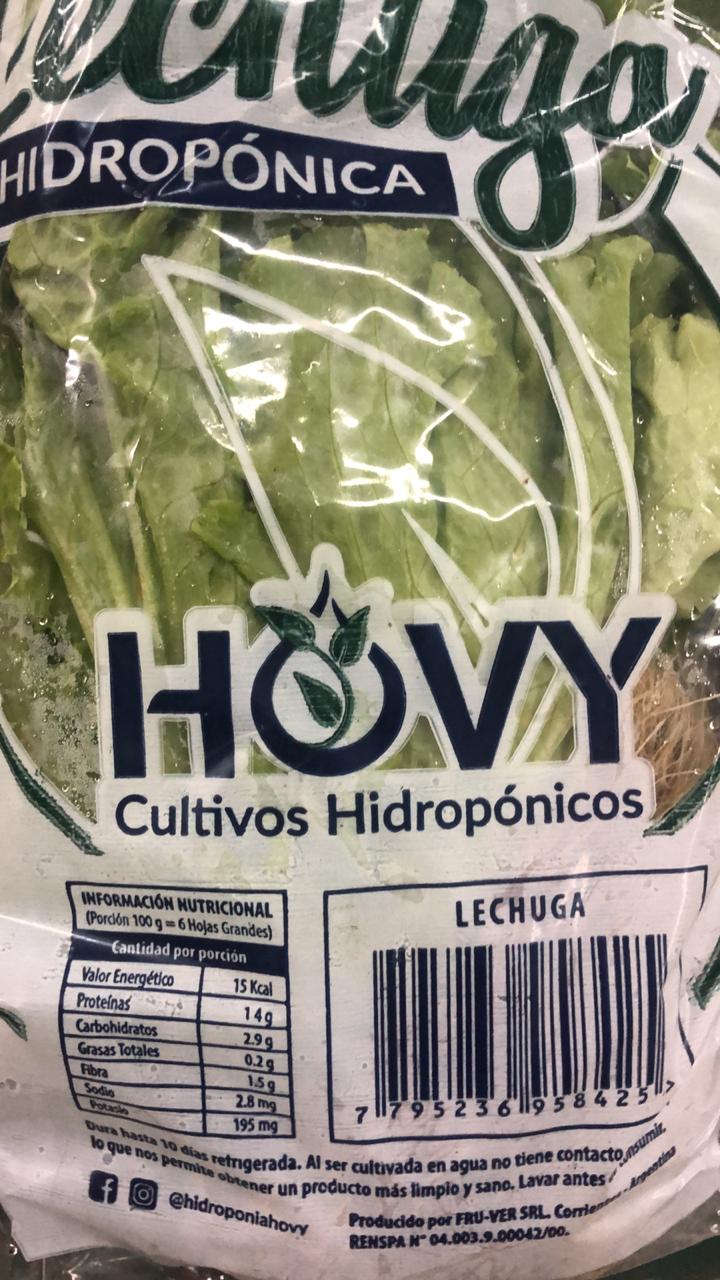 Lechuga
HIDROPÓNICA
HOVY
Cultivos Hidropónicos
INFORMACIÓN NUTRICIONAL
(Porción 100 g = 6 Hojas Grandes)
Cantidad por porción
Valor Energético 15 Kcal
Proteínas 1 4 g
Carbohidratos 2.9 g
Grasas Totales 0.2 g
Fibra 1.5 g
Sodio 2.8 mg
Potasio 195 mg
LECHUGA
7 795236 958425 >
Dura hasta 10 días refrigerada. Al ser cultivada en agua no tiene contacto
lo que nos permite obtener un producto más limpio y sano. Lavar antes consumir.
@hidroponiahovy
Producido por FRU-VER SRL. Argentina
RENSPA N° 04.003.9.00042/00.